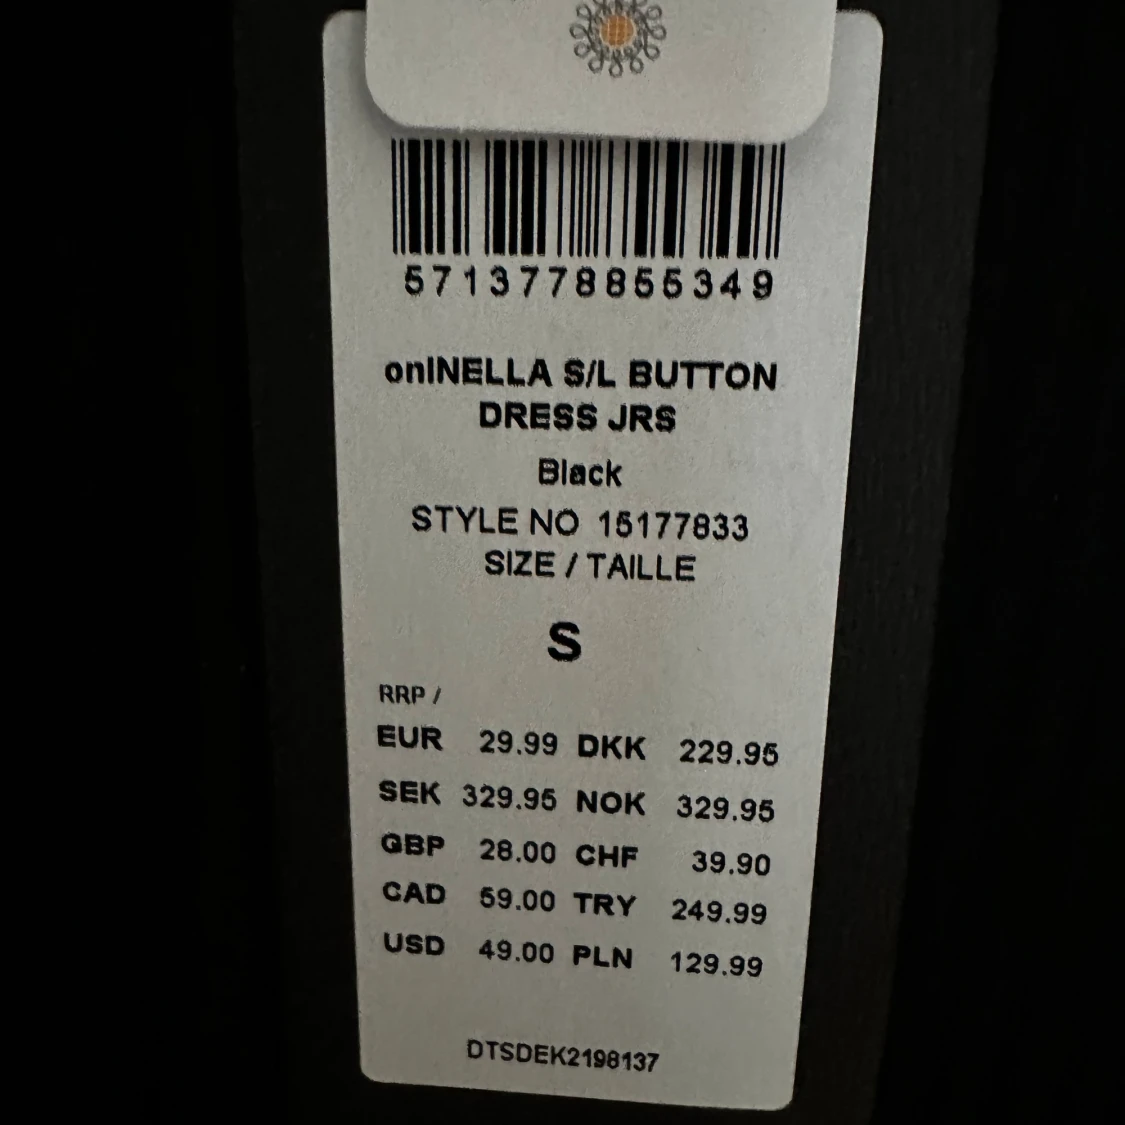 5713778855349
onlNELLA S/L BUTTON
DRESS JRS
Black
STYLE NO 15177833
SIZE / TAILLE
S
RRP /
EUR 29.99 DKK 229.95
SEK 329.95 NOK 329.95
GBP 28.00 CHF 39.90
CAD 59.00 TRY 249.99
USD 49.00 PLN 129.99
DTSDEK2198137